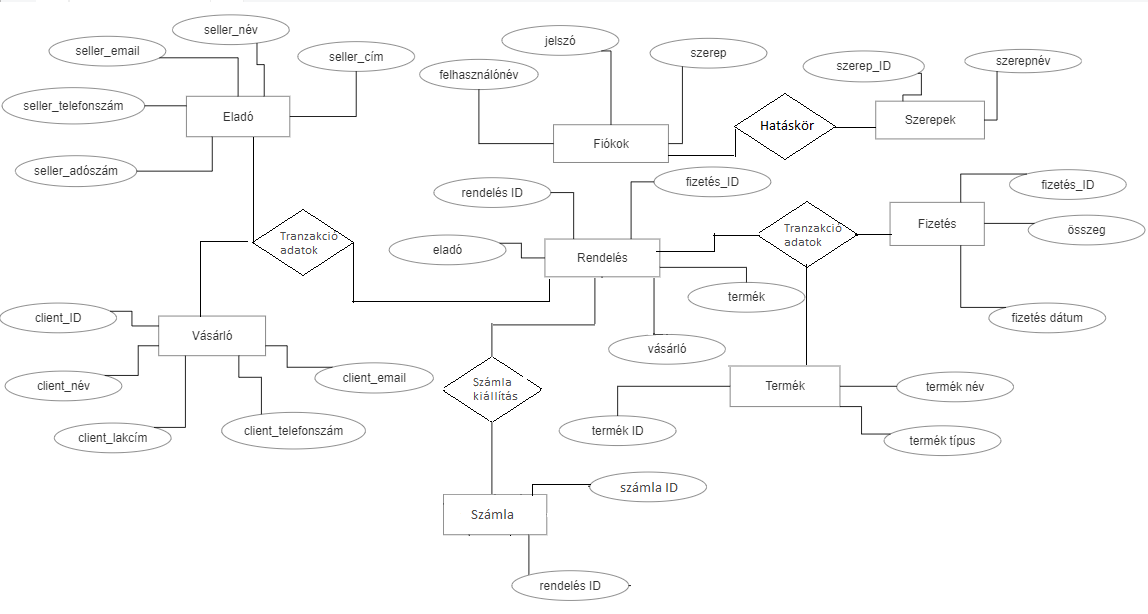 seller_név
seller_email
seller_cím
seller_telefonszám
Eladó
seller_adószám
jelszó
szerep
felhasználónév
Fiókok
Hatáskör
szerep_ID
szerepnév
Szerepek
rendelés ID
fizetés_ID
eladó
Rendelés
termék
vásárló
Tranzakció
adatok
Tranzakció
adatok
Fizetés
fizetés_ID
összeg
fizetés dátum
client_ID
Vásárló
client_név
client_email
client_lakcím
client_telefonszám
Számla
kiállítás
Termék
termék név
termék ID
termék típus
Számla
számla ID
rendelés ID